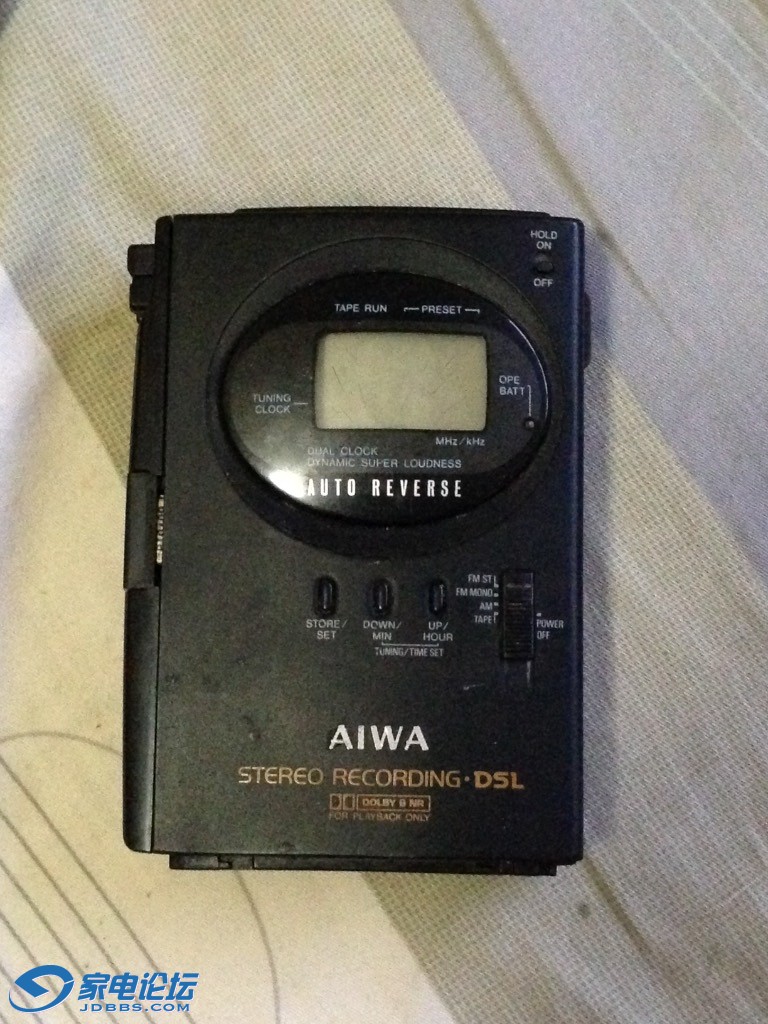 HOLD
ON
OFF
TAPE RUN PRESET
OPE
BATT
TUNING
CLOCK
MHz/kHz
DUAL CLOCK
DYNAMIC SUPER LOUDNESS
AUTO REVERSE
FM ST
FM MONO
AM
TAPE
POWER
OFF
STORE/
SET
DOWN/
MIN
UP/
HOUR
TUNING/TIME SET
AIWA
STEREO RECORDING·DSL
DOLBY B NR
FOR PLAYBACK ONLY
家电论坛
JDBBS.COM